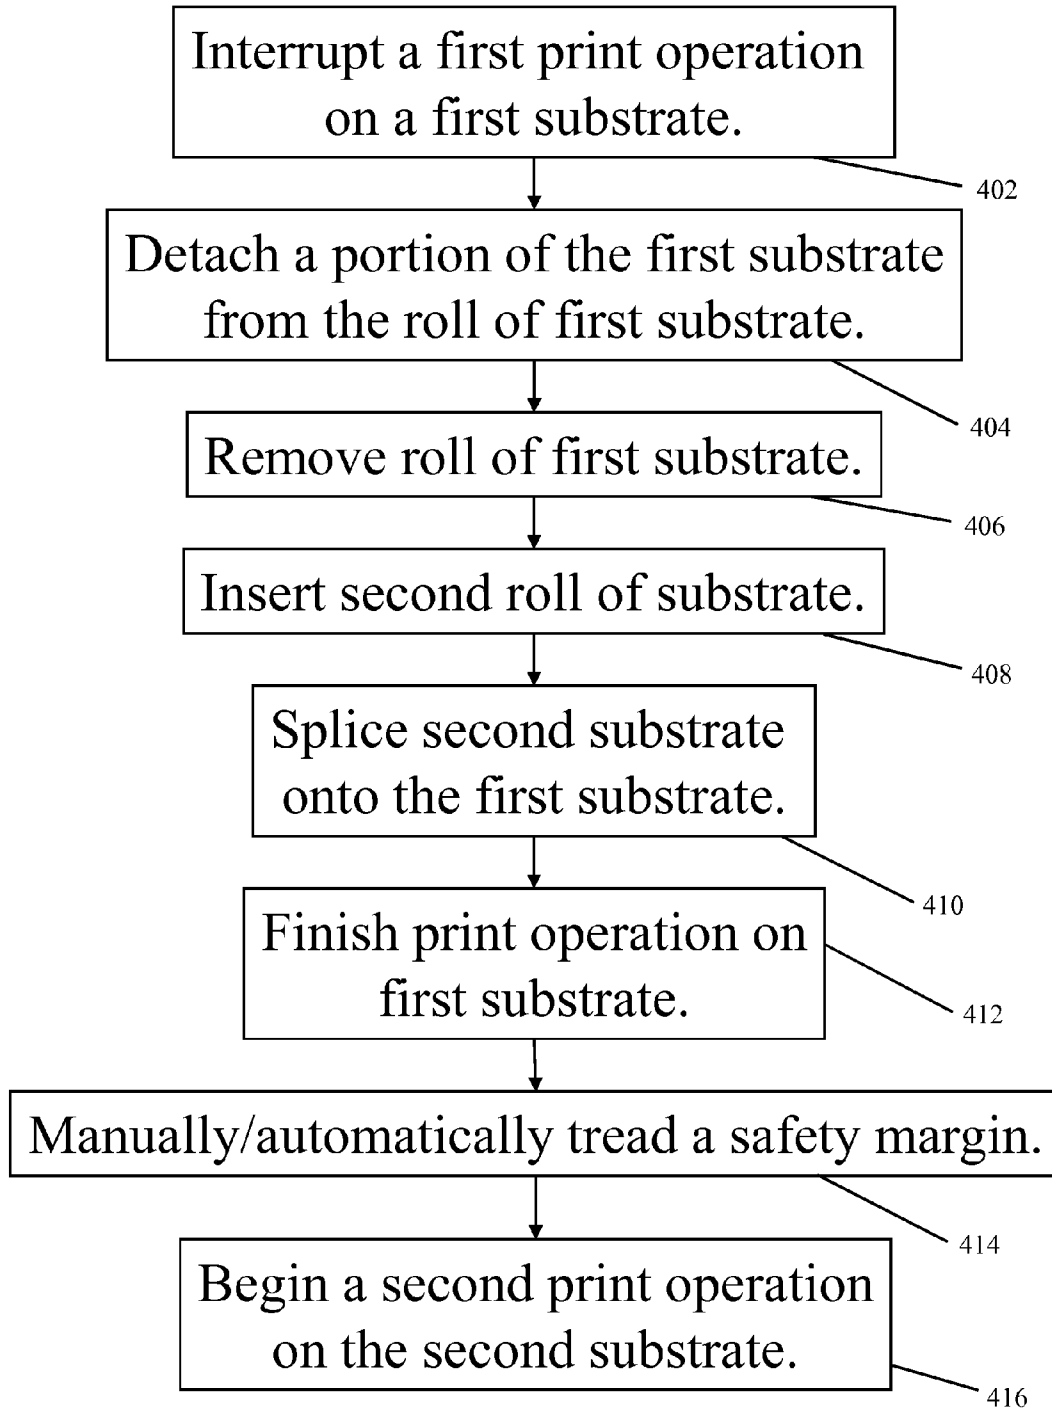 Interrupt a first print operation
on a first substrate.
402
Detach a portion of the first substrate
from the roll of first substrate.
404
Remove roll of first substrate.
406
Insert second roll of substrate.
408
Splice second substrate
onto the first substrate.
410
Finish print operation on
first substrate.
412
Manually/automatically tread a safety margin.
414
Begin a second print operation
on the second substrate.
416